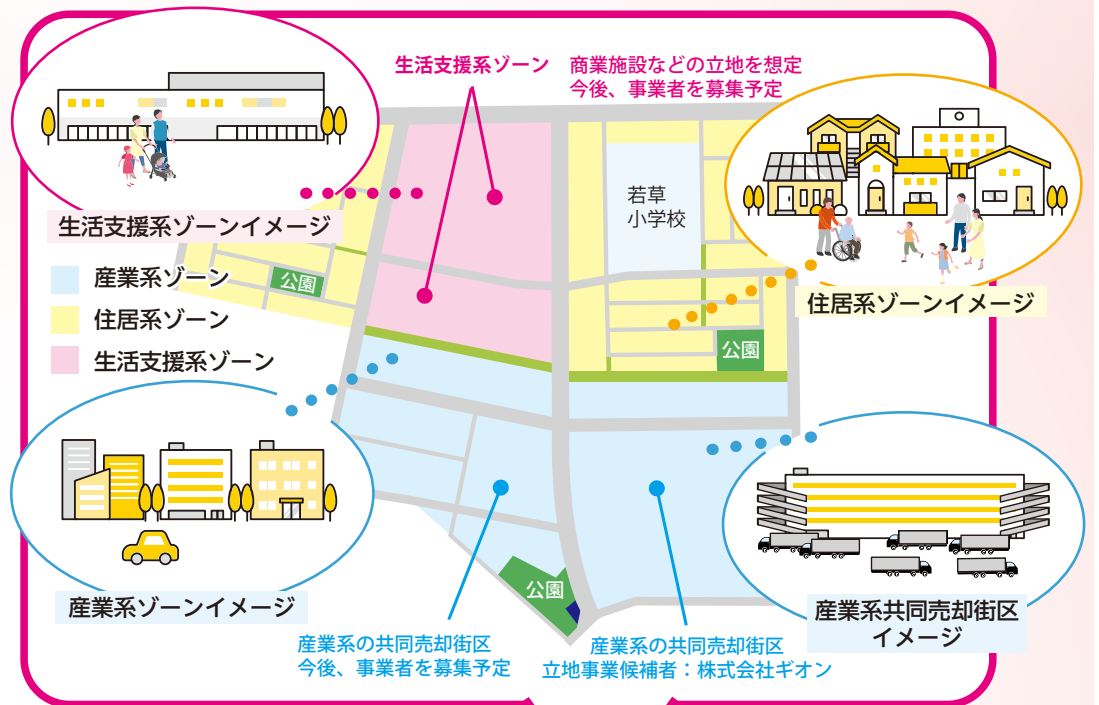 生活支援系ゾーン
商業施設などの立地を想定
今後、事業者を募集予定
若草
小学校
生活支援系ゾーンイメージ
産業系ゾーン
住居系ゾーン
生活支援系ゾーン
公園
住居系ゾーンイメージ
公園
産業系ゾーンイメージ
公園
産業系共同売却街区
イメージ
産業系の共同売却街区
今後、事業者を募集予定
産業系の共同売却街区
立地事業候補者：株式会社ギオン